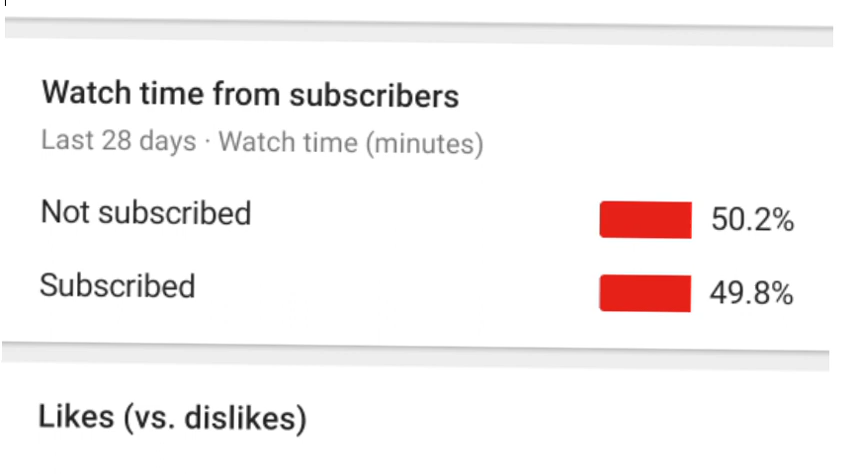 Watch time from subscribers
Last 28 days · Watch time (minutes)
Not subscribed 50.2%
Subscribed 49.8%
Likes (vs. dislikes)